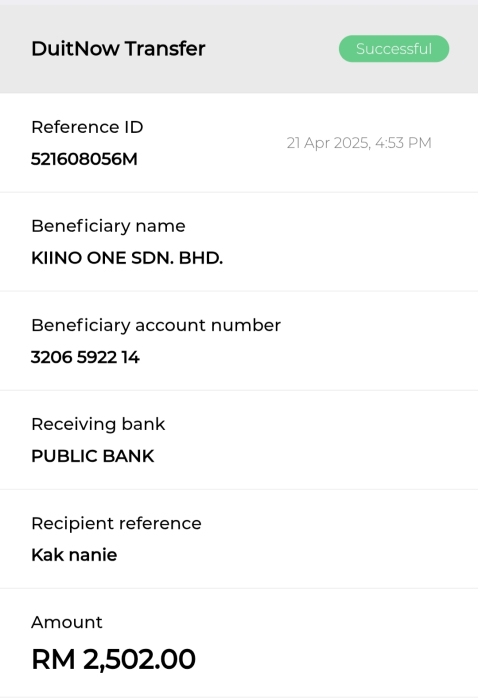 DuitNow Transfer
Successful
Reference ID
21 Apr 2025, 4:53 PM
521608056M
Beneficiary name
KIINO ONE SDN. BHD.
Beneficiary account number
3206 5922 14
Receiving bank
PUBLIC BANK
Recipient reference
Kak nanie
Amount
RM 2,502.00